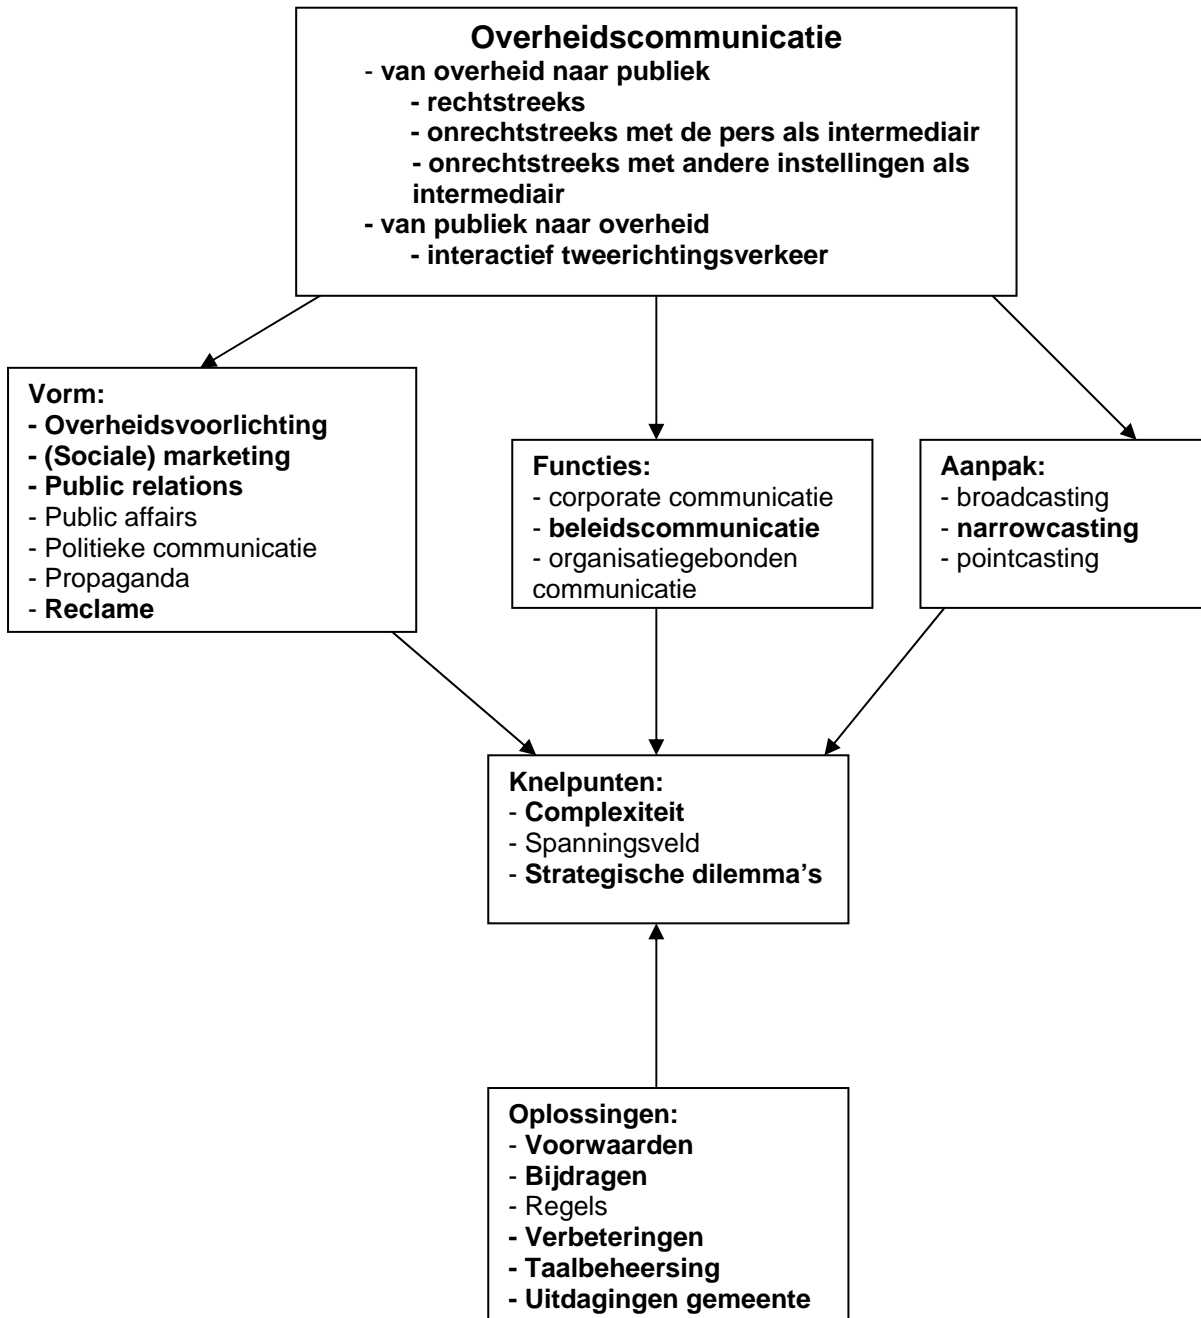 Overheidscommunicatie
- van overheid naar publiek
- rechtstreeks
- onrechtstreeks met de pers als intermediair
- onrechtstreeks met andere instellingen als
intermediair
- van publiek naar overheid
- interactief tweerichtingsverkeer
Vorm:
- Overheidsvoorlichting
- (Sociale) marketing
- Public relations
- Public affairs
- Politieke communicatie
- Propaganda
- Reclame
Functies:
- corporate communicatie
- beleidscommunicatie
- organisatiegebonden
communicatie
Aanpak:
- broadcasting
- narrowcasting
- pointcasting
Knelpunten:
- Complexiteit
- Spanningsveld
- Strategische dilemma's
Oplossingen:
- Voorwaarden
- Bijdragen
- Regels
- Verbeteringen
- Taalbeheersing
- Uitdagingen gemeente